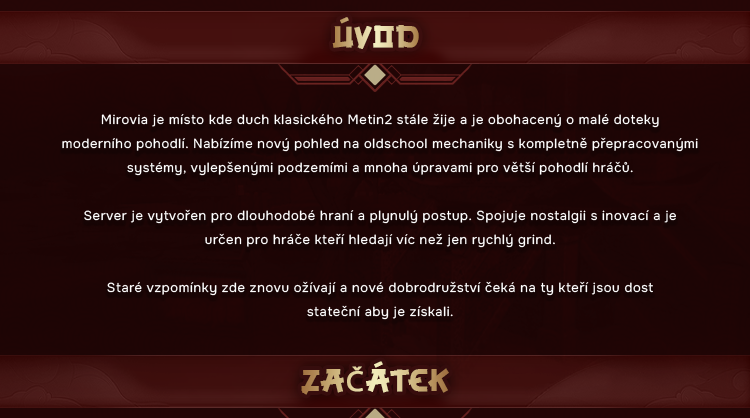 ÚVOD
Mirovia je místo kde duch klasického Metin2 stále žije a je obohacený o malé doteky
moderního pohodlí. Nabízíme nový pohled na oldschool mechaniky s kompletně přepracovanými
systémy, vylepšenými podzemími a mnoha úpravami pro větší pohodlí hráčů.
Server je vytvořen pro dlouhodobé hraní a plynulý postup. Spojuje nostalgii s inovací a je
určen pro hráče kteří hledají víc než jen rychlý grind.
Staré vzpomínky zde znovu ožívají a nové dobrodružství čeká na ty kteří jsou dost
stateční aby je získali.
ZAČÁTEK